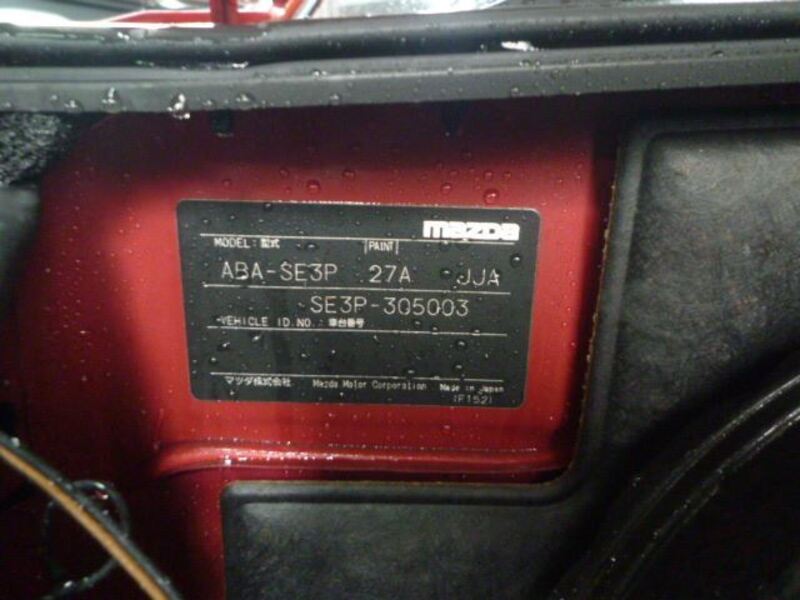 mazda
MODEL:型式 PAINT
ABA-SE3P 27A JJA
SE3P-305003
VEHICLE ID.NO.:車台番号
マツダ株式会社 Mazda Motor Corporation Made in Japan
(F152)